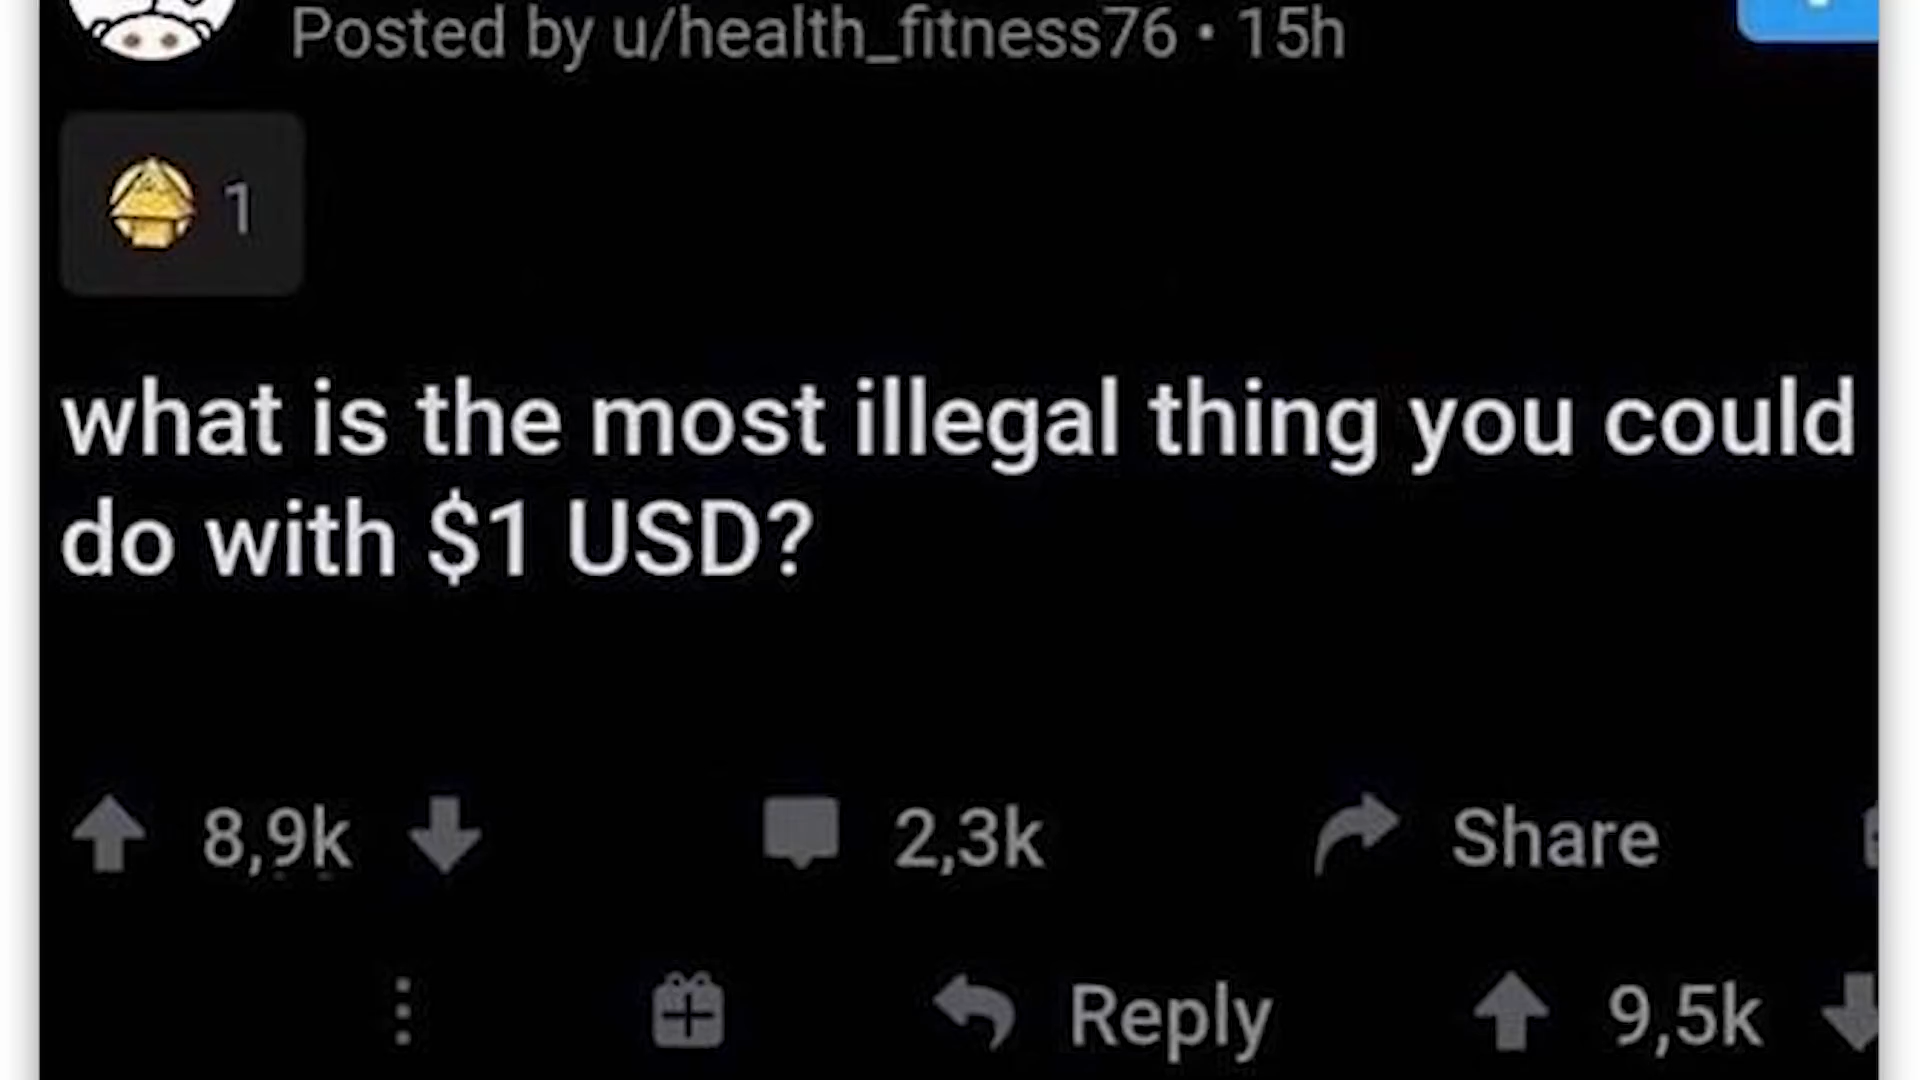 Posted by u/health_fitness76 • 15h
1
what is the most illegal thing you could
do with $1 USD?
8,9k 2,3k Share
Reply 9,5k